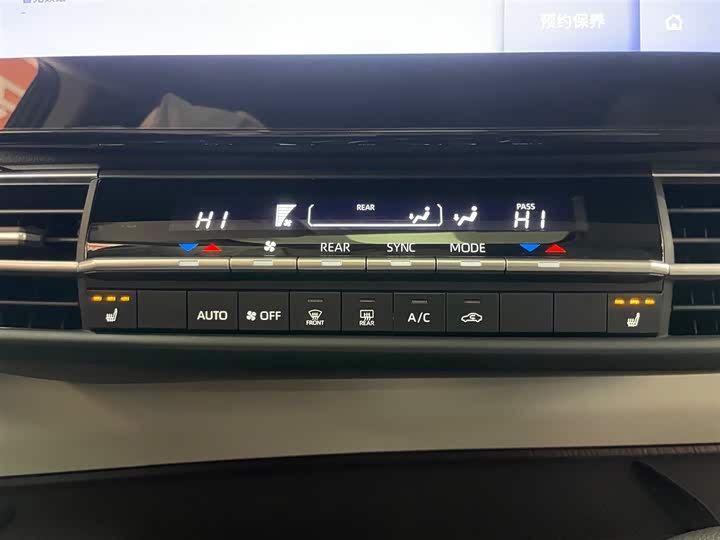 预约保养
REAR
PASS
HI
HI
REAR
SYNC
MODE
AUTO
OFF
FRONT
REAR
A/C